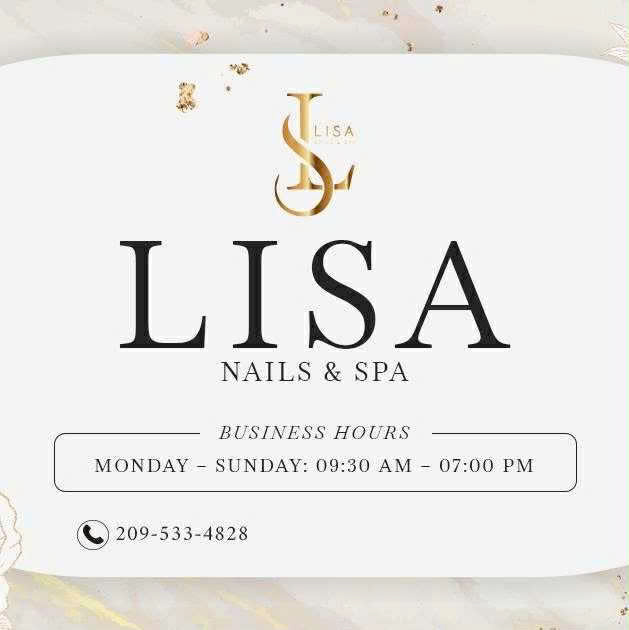 LISA
LISA
NAILS & SPA
BUSINESS HOURS
MONDAY – SUNDAY: 09:30 AM – 07:00 PM
209-533-4828